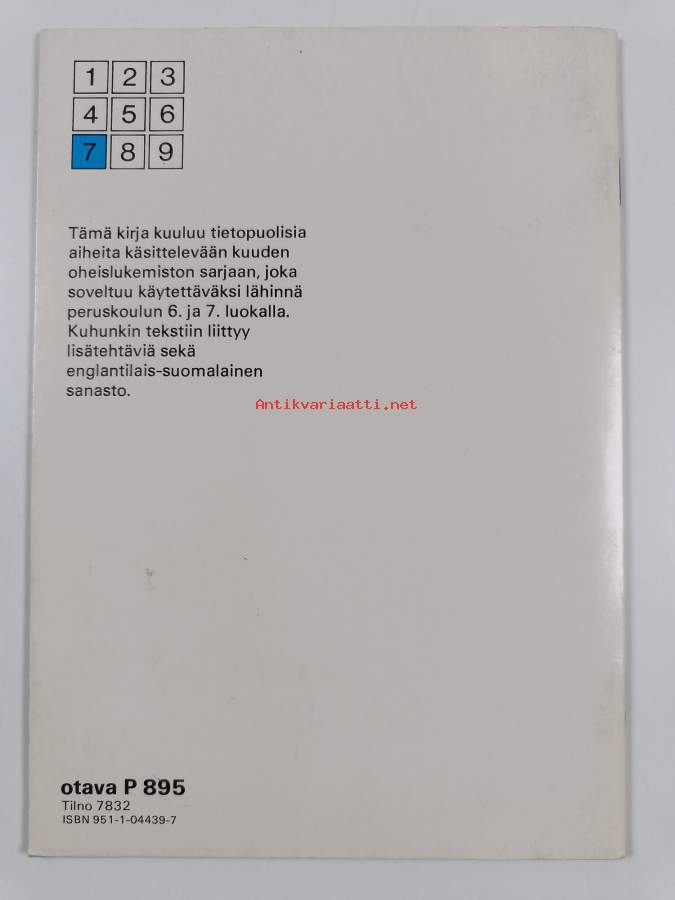 1 2 3
4 5 6
7 8 9
Tämä kirja kuuluu tietopuolisia
aiheita käsittelevään kuuden
oheislukemiston sarjaan, joka
soveltuu käytettäväksi lähinnä
peruskoulun 6. ja 7. luokalla.
Kuhunkin tekstiin liittyy
lisätehtäviä sekä
englantilais-suomalainen
sanasto.
Antikvariaatti.net
otava P 895
Tilno 7832
ISBN 951-1-04439-7